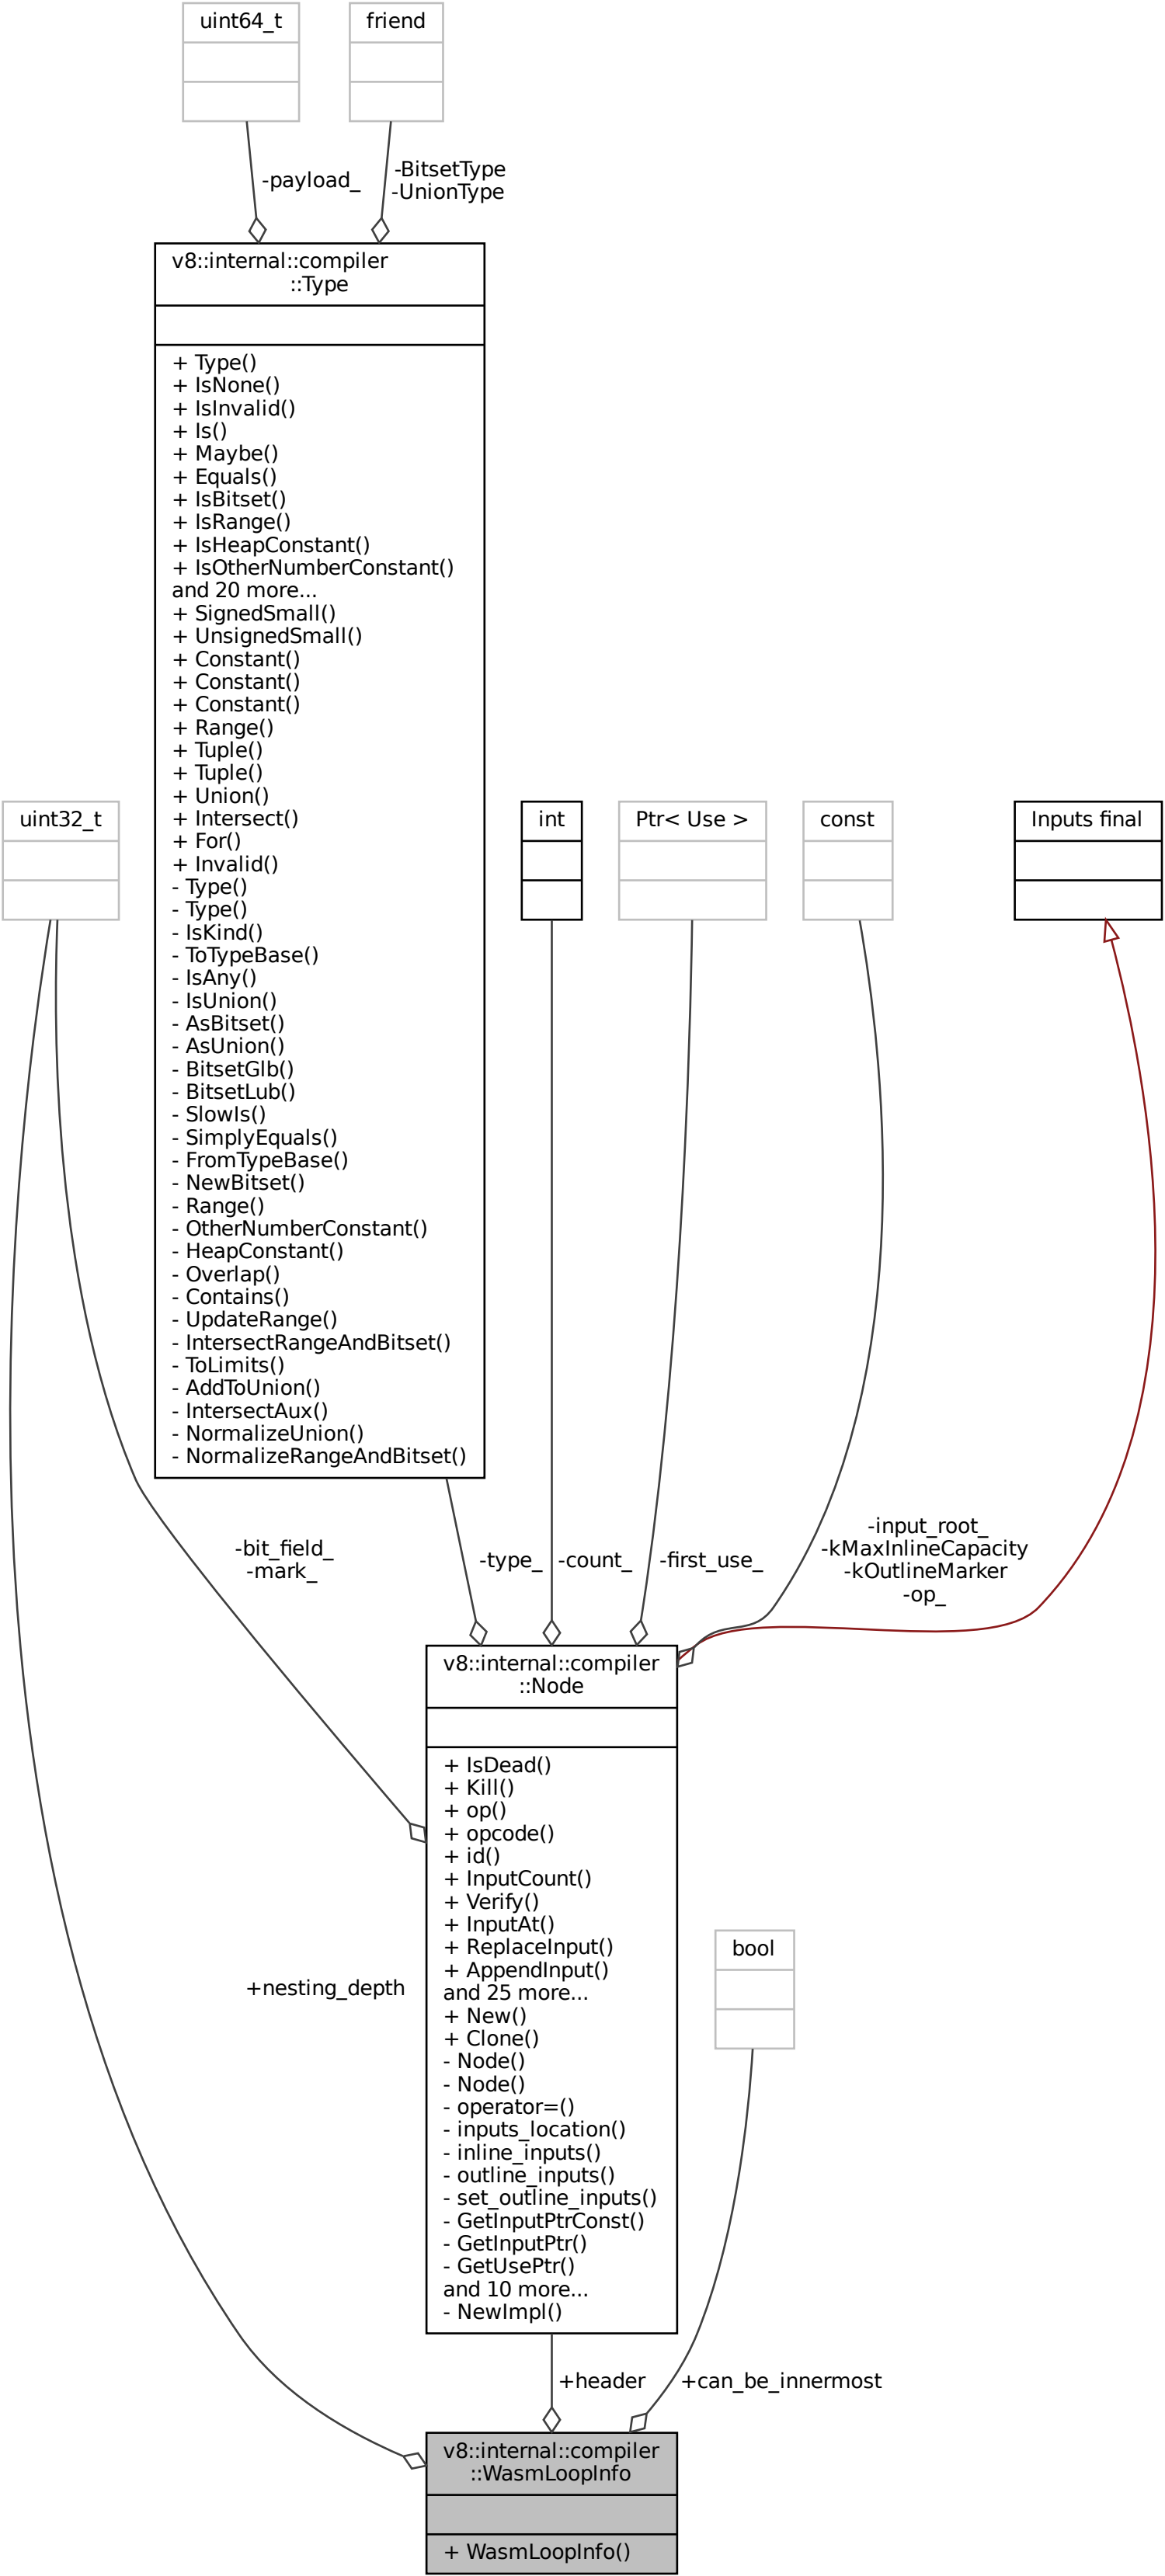 uint64_t
friend
-payload_
-BitsetType
-UnionType
v8::internal::compiler
::Type
+ Type()
+ IsNone()
+ IsInvalid()
+ Is()
+ Maybe()
+ Equals()
+ IsBitset()
+ IsRange()
+ IsHeapConstant()
+ IsOtherNumberConstant()
and 20 more...
+ SignedSmall()
+ UnsignedSmall()
+ Constant()
+ Constant()
+ Constant()
+ Range()
+ Tuple()
+ Tuple()
+ Union()
+ Intersect()
+ For()
+ Invalid()
- Type()
- Type()
- IsKind()
- ToTypeBase()
- IsAny()
- IsUnion()
- AsBitset()
- AsUnion()
- BitsetGlb()
- BitsetLub()
- SlowIs()
- SimplyEquals()
- FromTypeBase()
- NewBitset()
- Range()
- OtherNumberConstant()
- HeapConstant()
- Overlap()
- Contains()
- UpdateRange()
- IntersectRangeAndBitset()
- ToLimits()
- AddToUnion()
- IntersectAux()
- NormalizeUnion()
- NormalizeRangeAndBitset()
uint32_t
int
Ptr< Use >
const
Inputs final
-bit_field_
-mark_
-type_
-count_
-first_use_
-input_root_
-kMaxInlineCapacity
-kOutlineMarker
-op_
v8::internal::compiler
::Node
+ IsDead()
+ Kill()
+ op()
+ opcode()
+ id()
+ InputCount()
+ Verify()
+ InputAt()
+ ReplaceInput()
+ AppendInput()
and 25 more...
+ New()
+ Clone()
- Node()
- Node()
- operator=()
- inputs_location()
- inline_inputs()
- outline_inputs()
- set_outline_inputs()
- GetInputPtrConst()
- GetInputPtr()
- GetUsePtr()
and 10 more...
- NewImpl()
bool
+nesting_depth
+header
+can_be_innermost
v8::internal::compiler
::WasmLoopInfo
+ WasmLoopInfo()